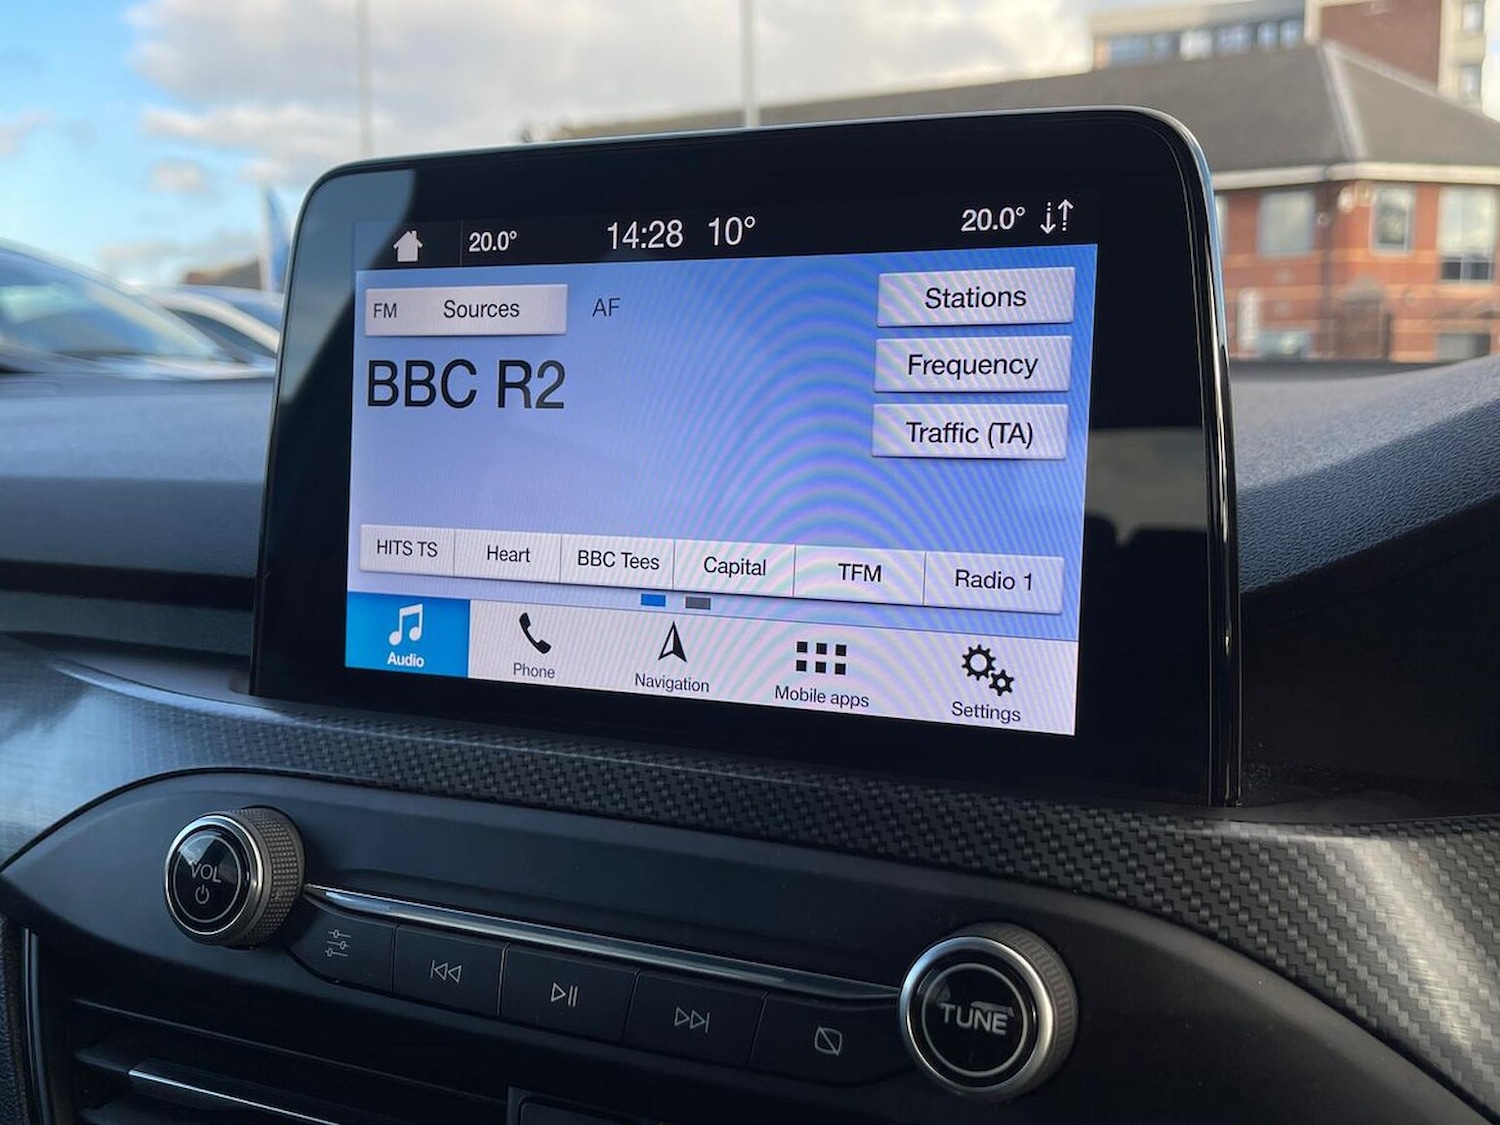 20.0° 14:28 10° 20.0°
FM Sources AF
Stations
BBC R2
Frequency
Traffic (TA)
HITS TS Heart BBC Tees Capital TFM Radio 1
Audio Phone Navigation Mobile apps Settings
VOL
TUNE